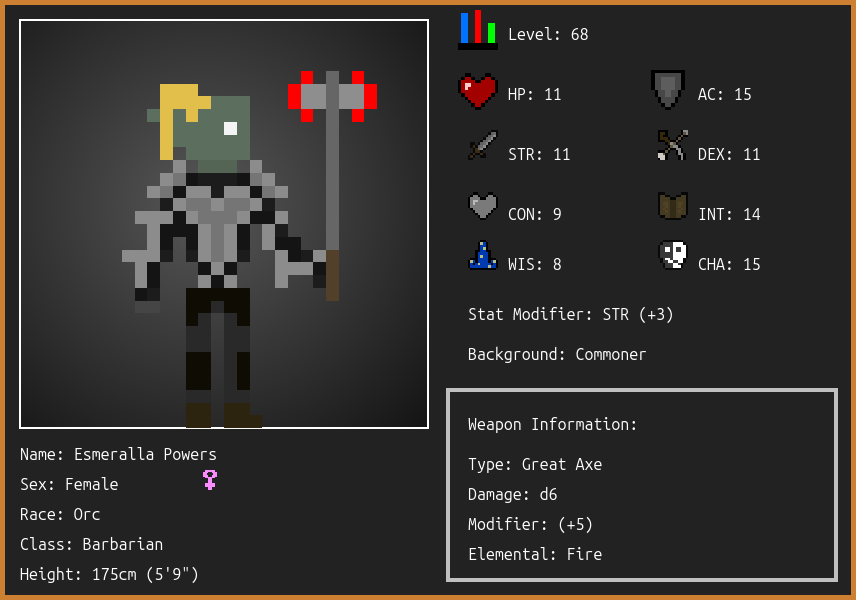 Level: 68
HP: 11
AC: 15
STR: 11
DEX: 11
CON: 9
INT: 14
WIS: 8
CHA: 15
Stat Modifier: STR (+3)
Background: Commoner
Weapon Information:
Type: Great Axe
Damage: d6
Modifier: (+5)
Elemental: Fire
Name: Esmeralla Powers
Sex: Female
Race: Orc
Class: Barbarian
Height: 175cm (5'9")